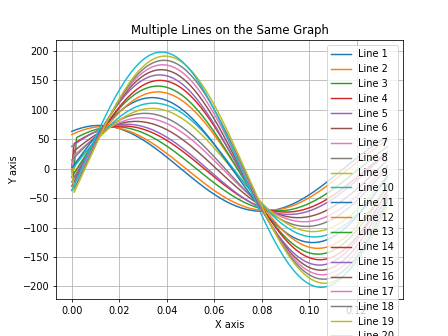 Multiple Lines on the Same Graph
Y axis
200
150
100
50
0
−50
−100
−150
−200
0.00
0.02
0.04
0.06
0.08
0.10
X axis
Line 1
Line 2
Line 3
Line 4
Line 5
Line 6
Line 7
Line 8
Line 9
Line 10
Line 11
Line 12
Line 13
Line 14
Line 15
Line 16
Line 17
Line 18
Line 19
Line 20